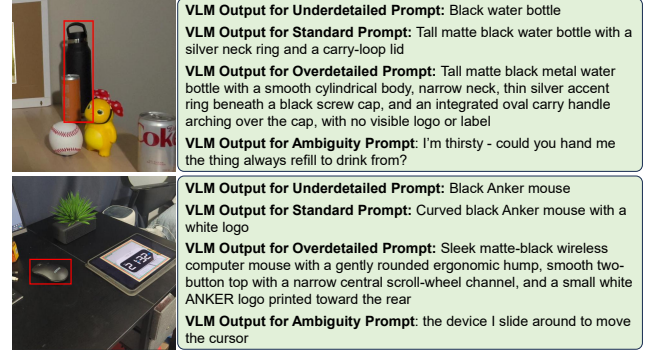 VLM Output for Underdetailed Prompt: Black water bottle
VLM Output for Standard Prompt: Tall matte black water bottle with a
silver neck ring and a carry-loop lid
VLM Output for Overdetailed Prompt: Tall matte black metal water
bottle with a smooth cylindrical body, narrow neck, thin silver accent
ring beneath a black screw cap, and an integrated oval carry handle
arching over the cap, with no visible logo or label
VLM Output for Ambiguity Prompt: I'm thirsty - could you hand me
the thing always refill to drink from?
oke
VLM Output for Underdetailed Prompt: Black Anker mouse
VLM Output for Standard Prompt: Curved black Anker mouse with a
white logo
VLM Output for Overdetailed Prompt: Sleek matte-black wireless
computer mouse with a gently rounded ergonomic hump, smooth two-
button top with a narrow central scroll-wheel channel, and a small white
ANKER logo printed toward the rear
VLM Output for Ambiguity Prompt: the device I slide around to move
the cursor